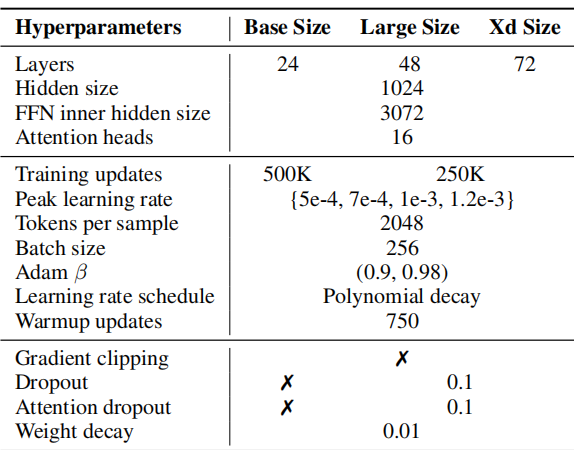 Hyperparameters Base Size Large Size Xd Size
Layers 24 48 72
Hidden size 1024
FFN inner hidden size 3072
Attention heads 16
Training updates 500K 250K
Peak learning rate {5e-4, 7e-4, 1e-3, 1.2e-3}
Tokens per sample 2048
Batch size 256
Adam β (0.9, 0.98)
Learning rate schedule Polynomial decay
Warmup updates 750
Gradient clipping ✗
Dropout ✗ 0.1
Attention dropout ✗ 0.1
Weight decay 0.01